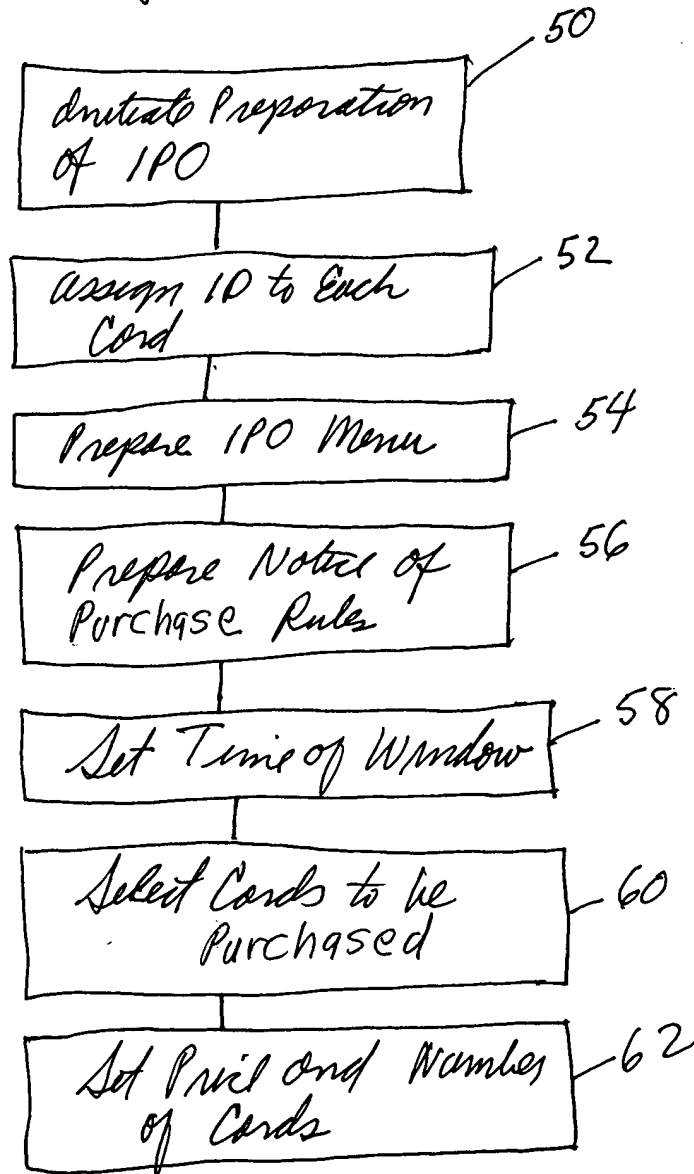 50
Initiate Preparation
of IPO
52
Assign ID to Each
Card
54
Prepare IPO Menu
56
Prepare Notice of
Purchase Rules
58
Set Time of Window
60
Select Cards to be
Purchased
62
Set Price and Number
of Cards